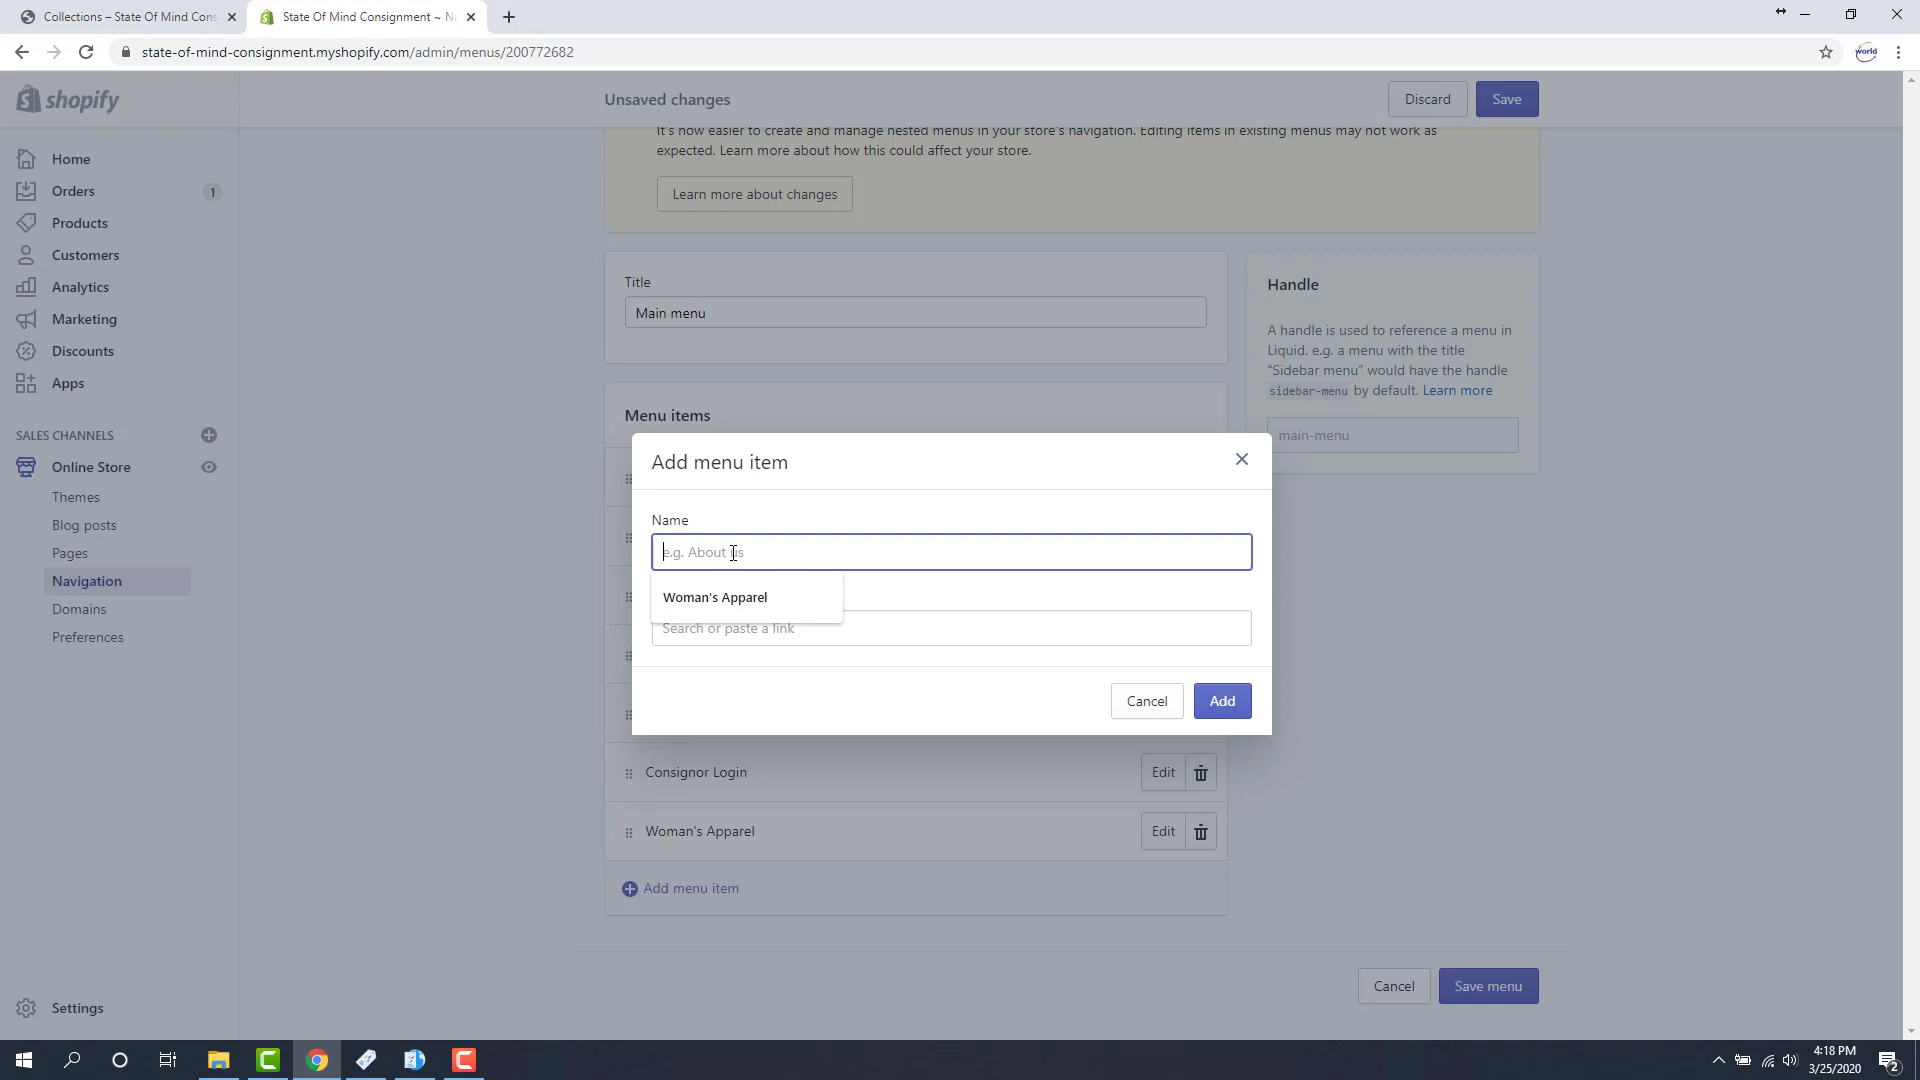 Collections – State Of Mind Cons
State Of Mind Consignment ~ Na
state-of-mind-consignment.myshopify.com/admin/menus/200772682
world
shopify
Unsaved changes
Discard
Save
It's now easier to create and manage nested menus in your store's navigation. Editing items in existing menus may not work as
expected. Learn more about how this could affect your store.
Learn more about changes
Home
Orders
1
Products
Customers
Analytics
Marketing
Discounts
Apps
SALES CHANNELS
Online Store
Themes
Blog posts
Pages
Navigation
Domains
Preferences
Settings
Title
Main menu
Handle
A handle is used to reference a menu in
Liquid. e.g. a menu with the title
“Sidebar menu” would have the handle
sidebar-menu by default. Learn more
main-menu
Menu items
Add menu item
Name
e.g. About us
Woman's Apparel
Search or paste a link
Cancel
Add
Consignor Login
Edit
Woman's Apparel
Edit
Add menu item
Cancel
Save menu
4:18 PM
3/25/2020
2